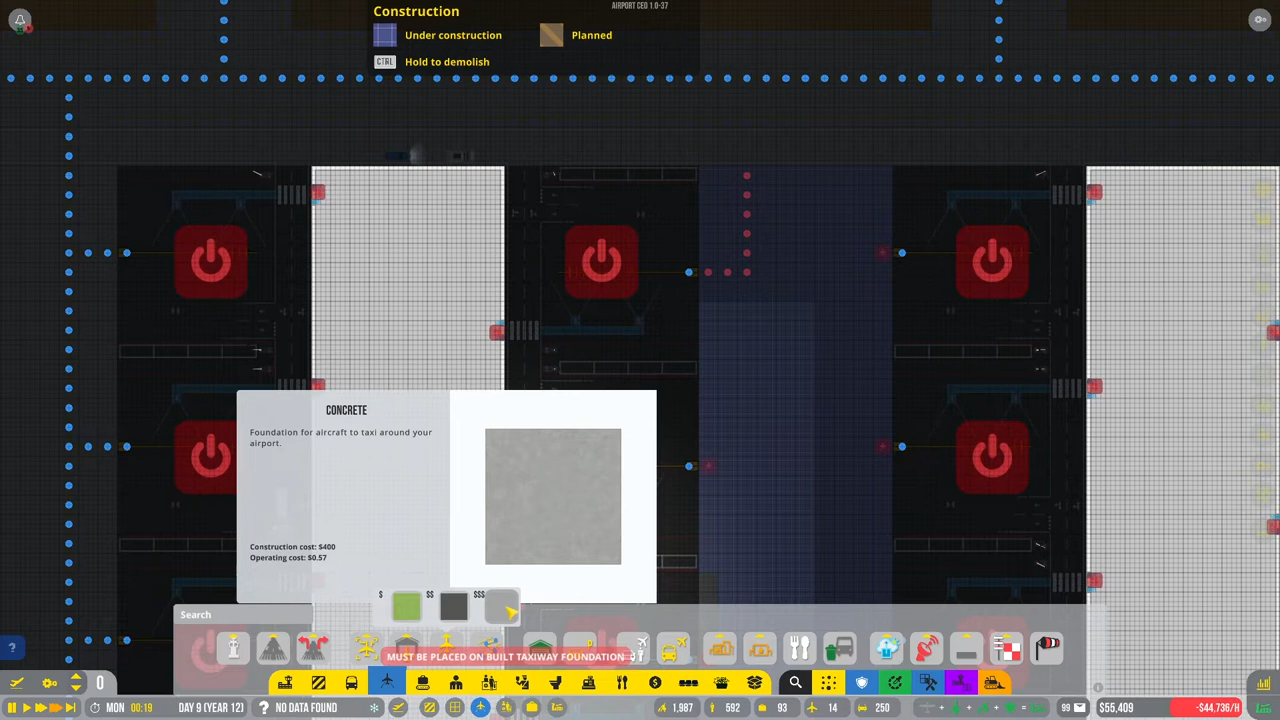 AIRPORT CEO 1.0-37
Construction
Under construction
Planned
CTRL
Hold to demolish
CONCRETE
Foundation for aircraft to taxi around your
airport.
Construction cost: $400
Operating cost: $0.57
$
$$
$$$
Search
MUST BE PLACED ON BUILT TAXIWAY FOUNDATION
?
0
MON 00:19
DAY 9 (YEAR 12)
? NO DATA FOUND
1,987
592
93
14
250
99
$55,409
-$44,736/H